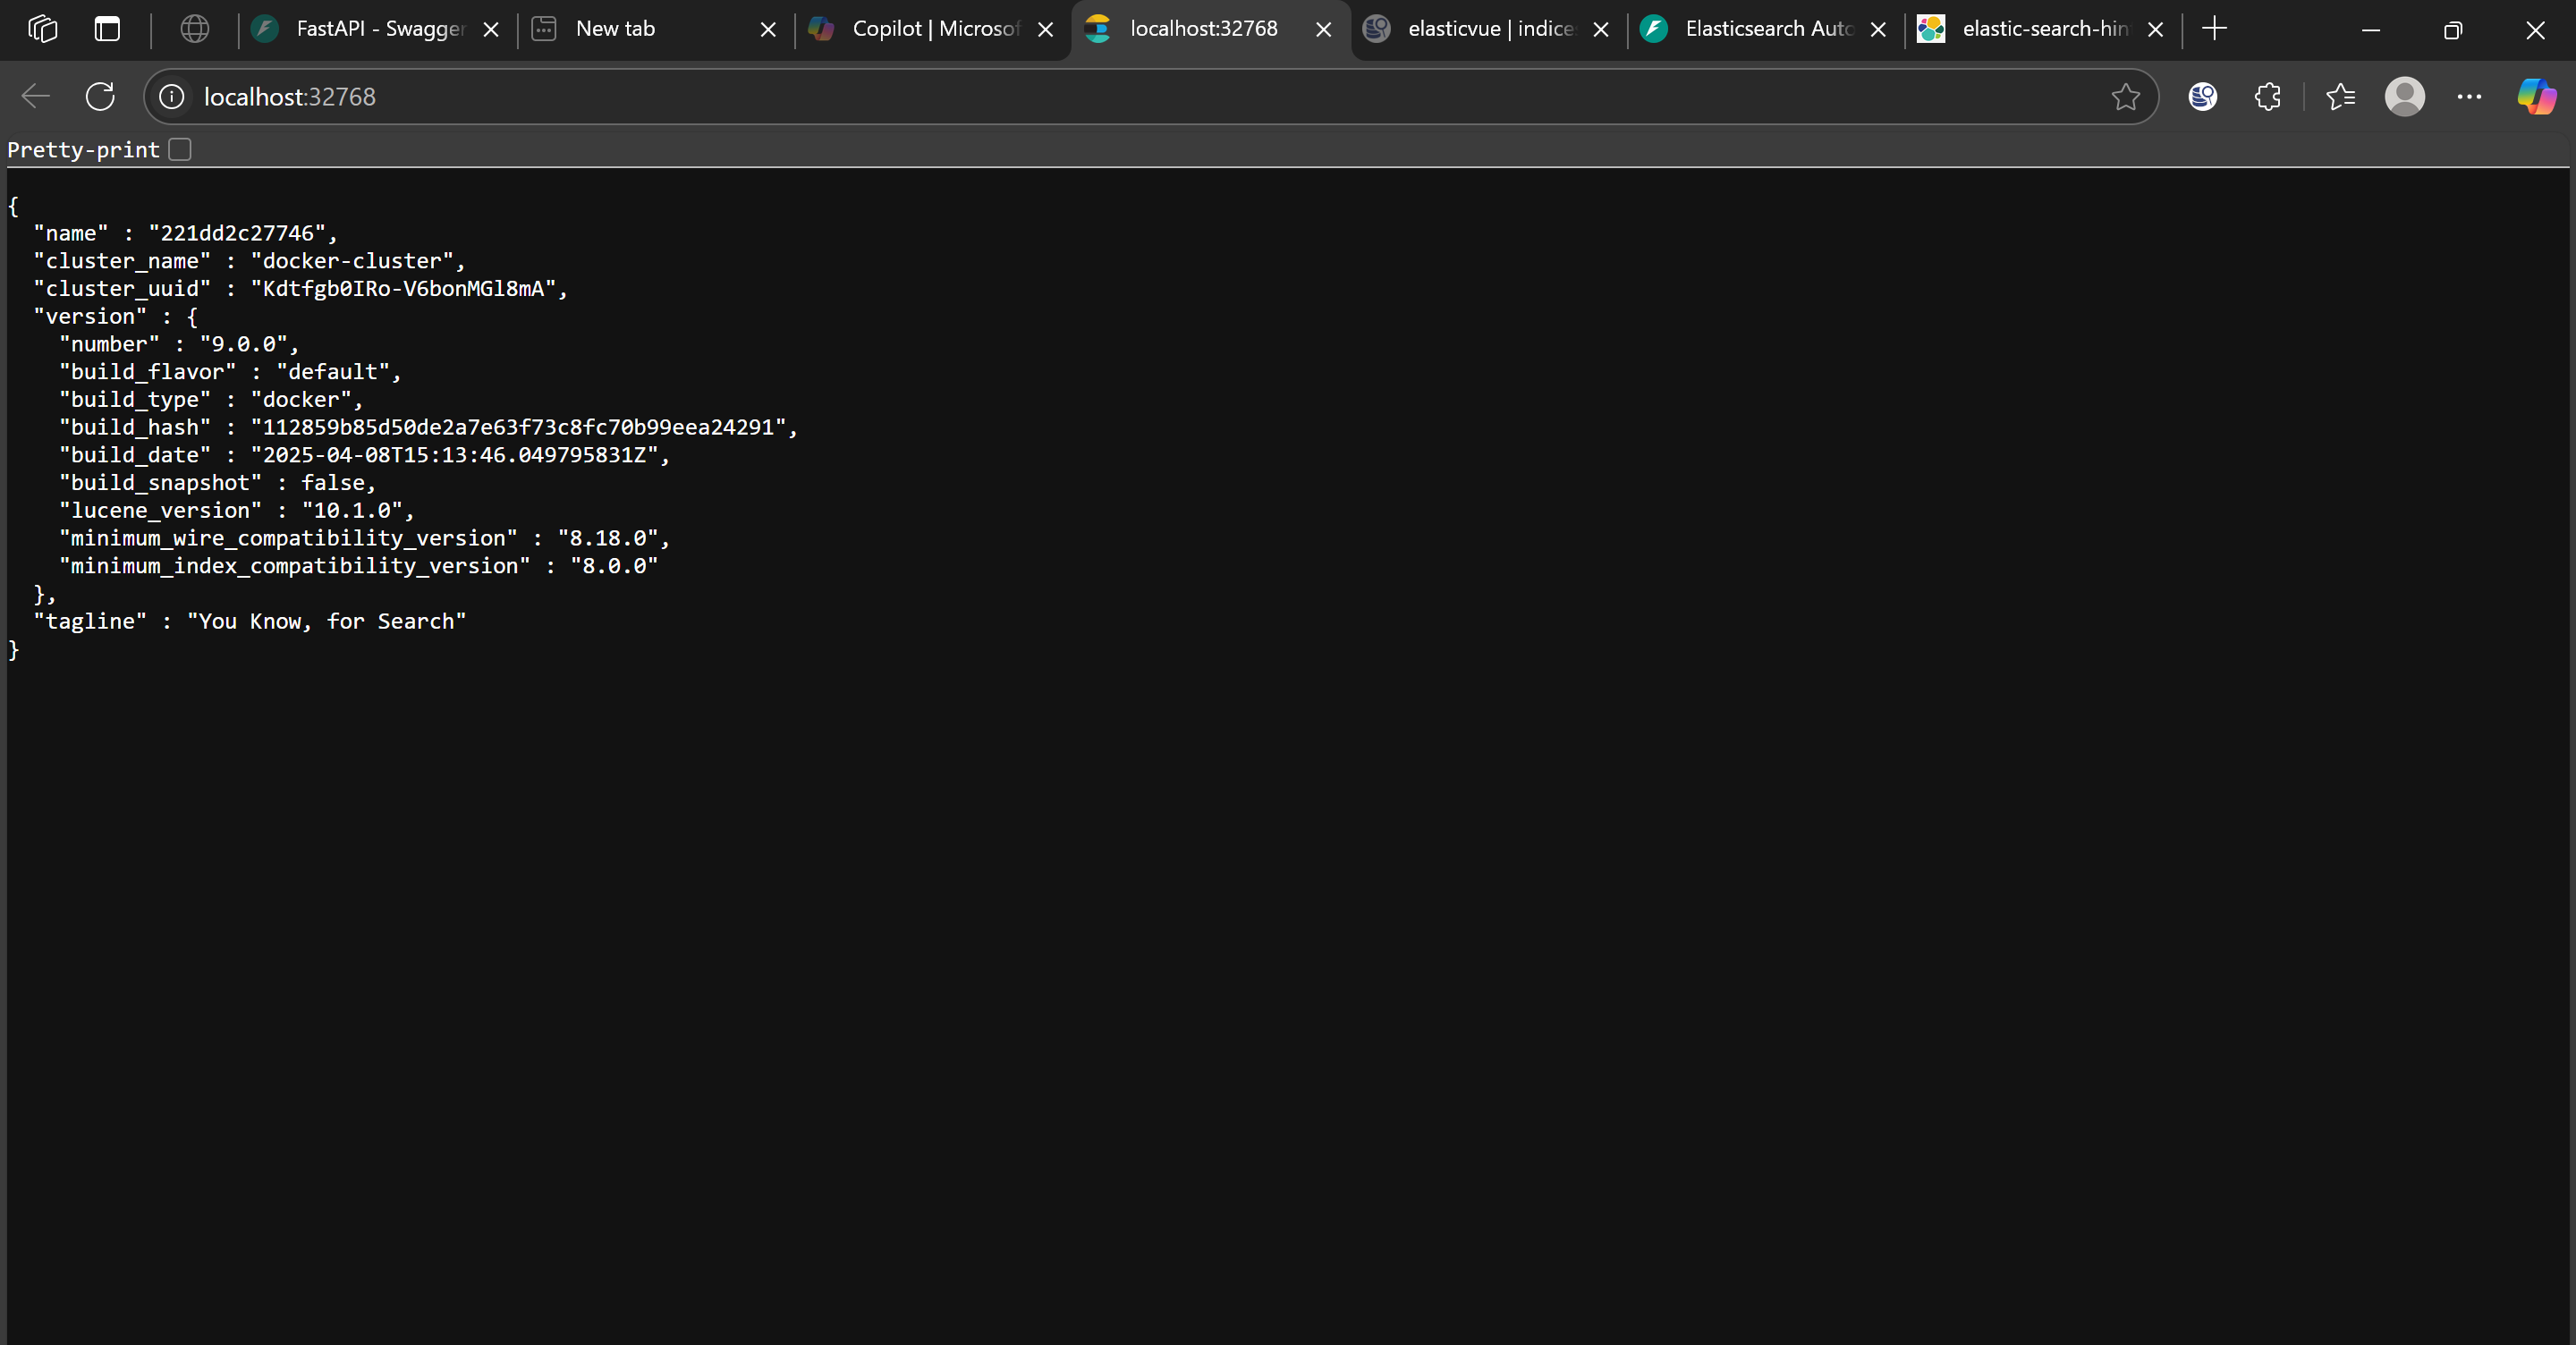 FastAPI - Swagger
New tab
Copilot | Microsof
localhost:32768
elasticvue | indice
Elasticsearch Auto
elastic-search-hin
localhost:32768
Pretty-print
{
  "name" : "221dd2c27746",
  "cluster_name" : "docker-cluster",
  "cluster_uuid" : "Kdtfgb0IRo-V6bonMGl8mA",
  "version" : {
    "number" : "9.0.0",
    "build_flavor" : "default",
    "build_type" : "docker",
    "build_hash" : "112859b85d50de2a7e63f73c8fc70b99eea24291",
    "build_date" : "2025-04-08T15:13:46.049795831Z",
    "build_snapshot" : false,
    "lucene_version" : "10.1.0",
    "minimum_wire_compatibility_version" : "8.18.0",
    "minimum_index_compatibility_version" : "8.0.0"
  },
  "tagline" : "You Know, for Search"
}